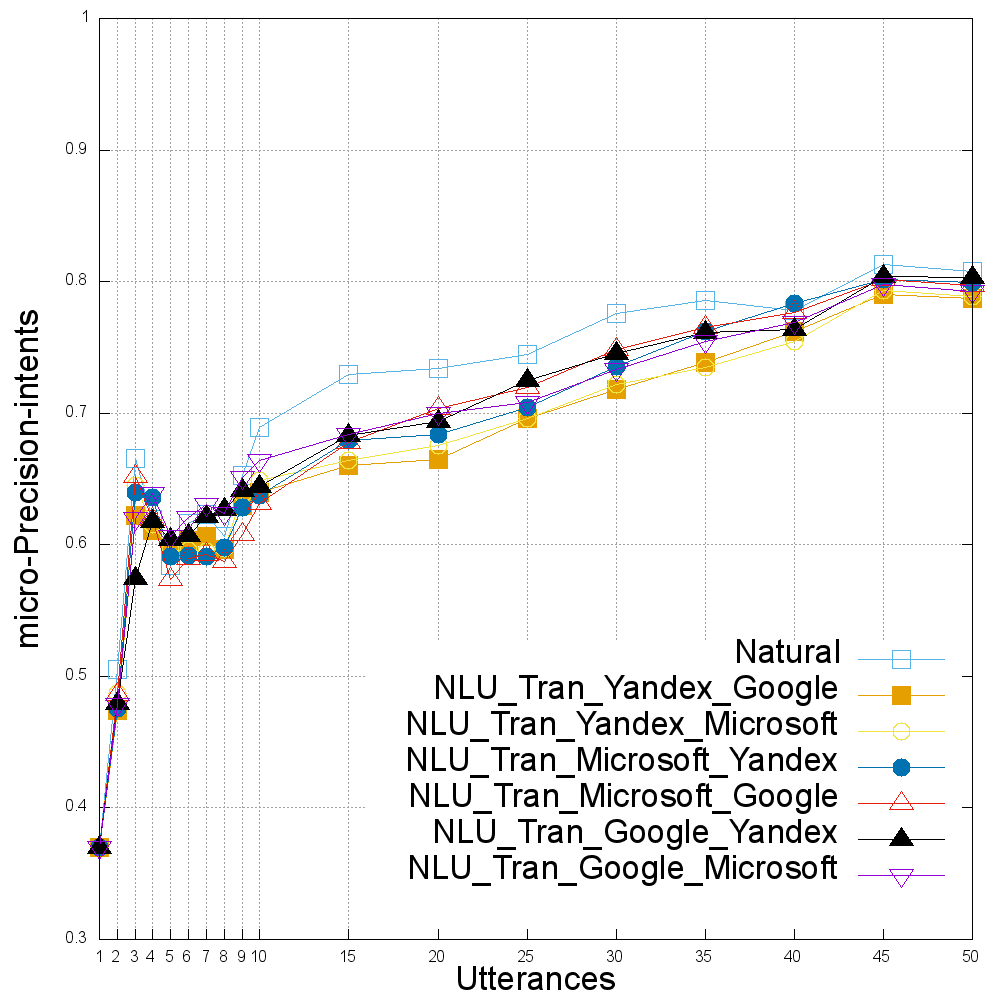 1
0.9
0.8
0.7
0.6
0.5
0.4
0.3
micro-Precision-intents
Natural
NLU_Tran_Yandex_Google
NLU_Tran_Yandex_Microsoft
NLU_Tran_Microsoft_Yandex
NLU_Tran_Microsoft_Google
NLU_Tran_Google_Yandex
NLU_Tran_Google_Microsoft
1 2 3 4 5 6 7 8 9 10 15 20 25 30 35 40 45 50
Utterances